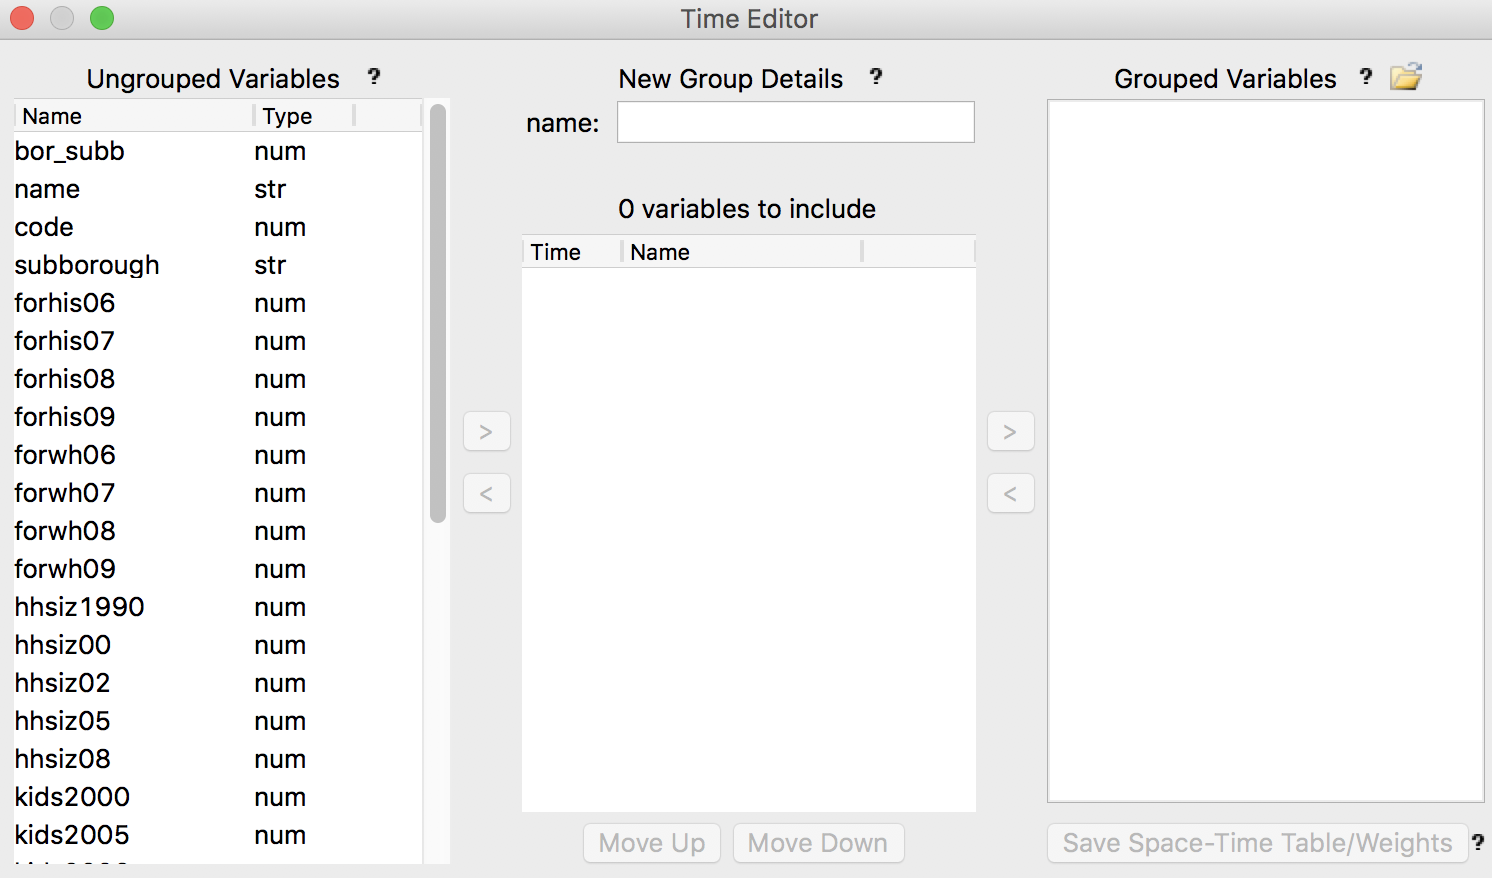 Time Editor
Ungrouped Variables ?
Name Type
bor_subb num
name str
code num
subborough str
forhis06 num
forhis07 num
forhis08 num
forhis09 num
forwh06 num
forwh07 num
forwh08 num
forwh09 num
hhsiz1990 num
hhsiz00 num
hhsiz02 num
hhsiz05 num
hhsiz08 num
kids2000 num
kids2005 num
>
<
New Group Details ?
name:
0 variables to include
Time Name
Move Up Move Down
>
<
Grouped Variables ?
Save Space-Time Table/Weights ?